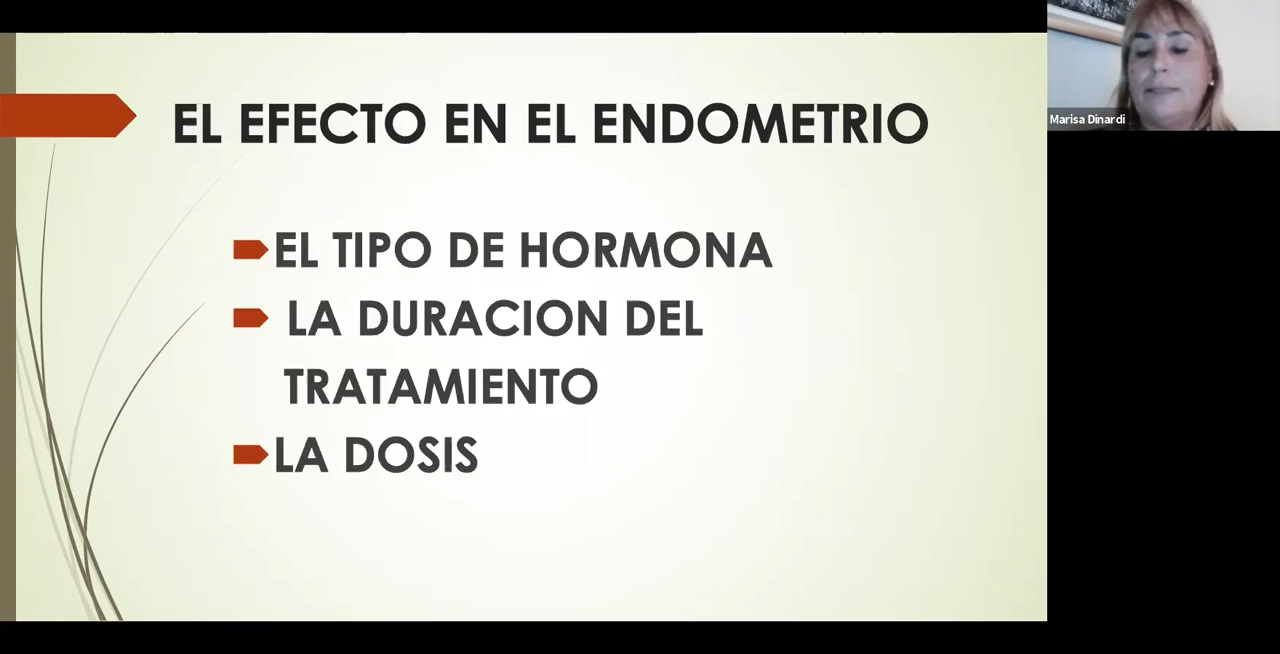 EL EFECTO EN EL ENDOMETRIO
EL TIPO DE HORMONA
LA DURACION DEL
TRATAMIENTO
LA DOSIS
Marisa Dinardi